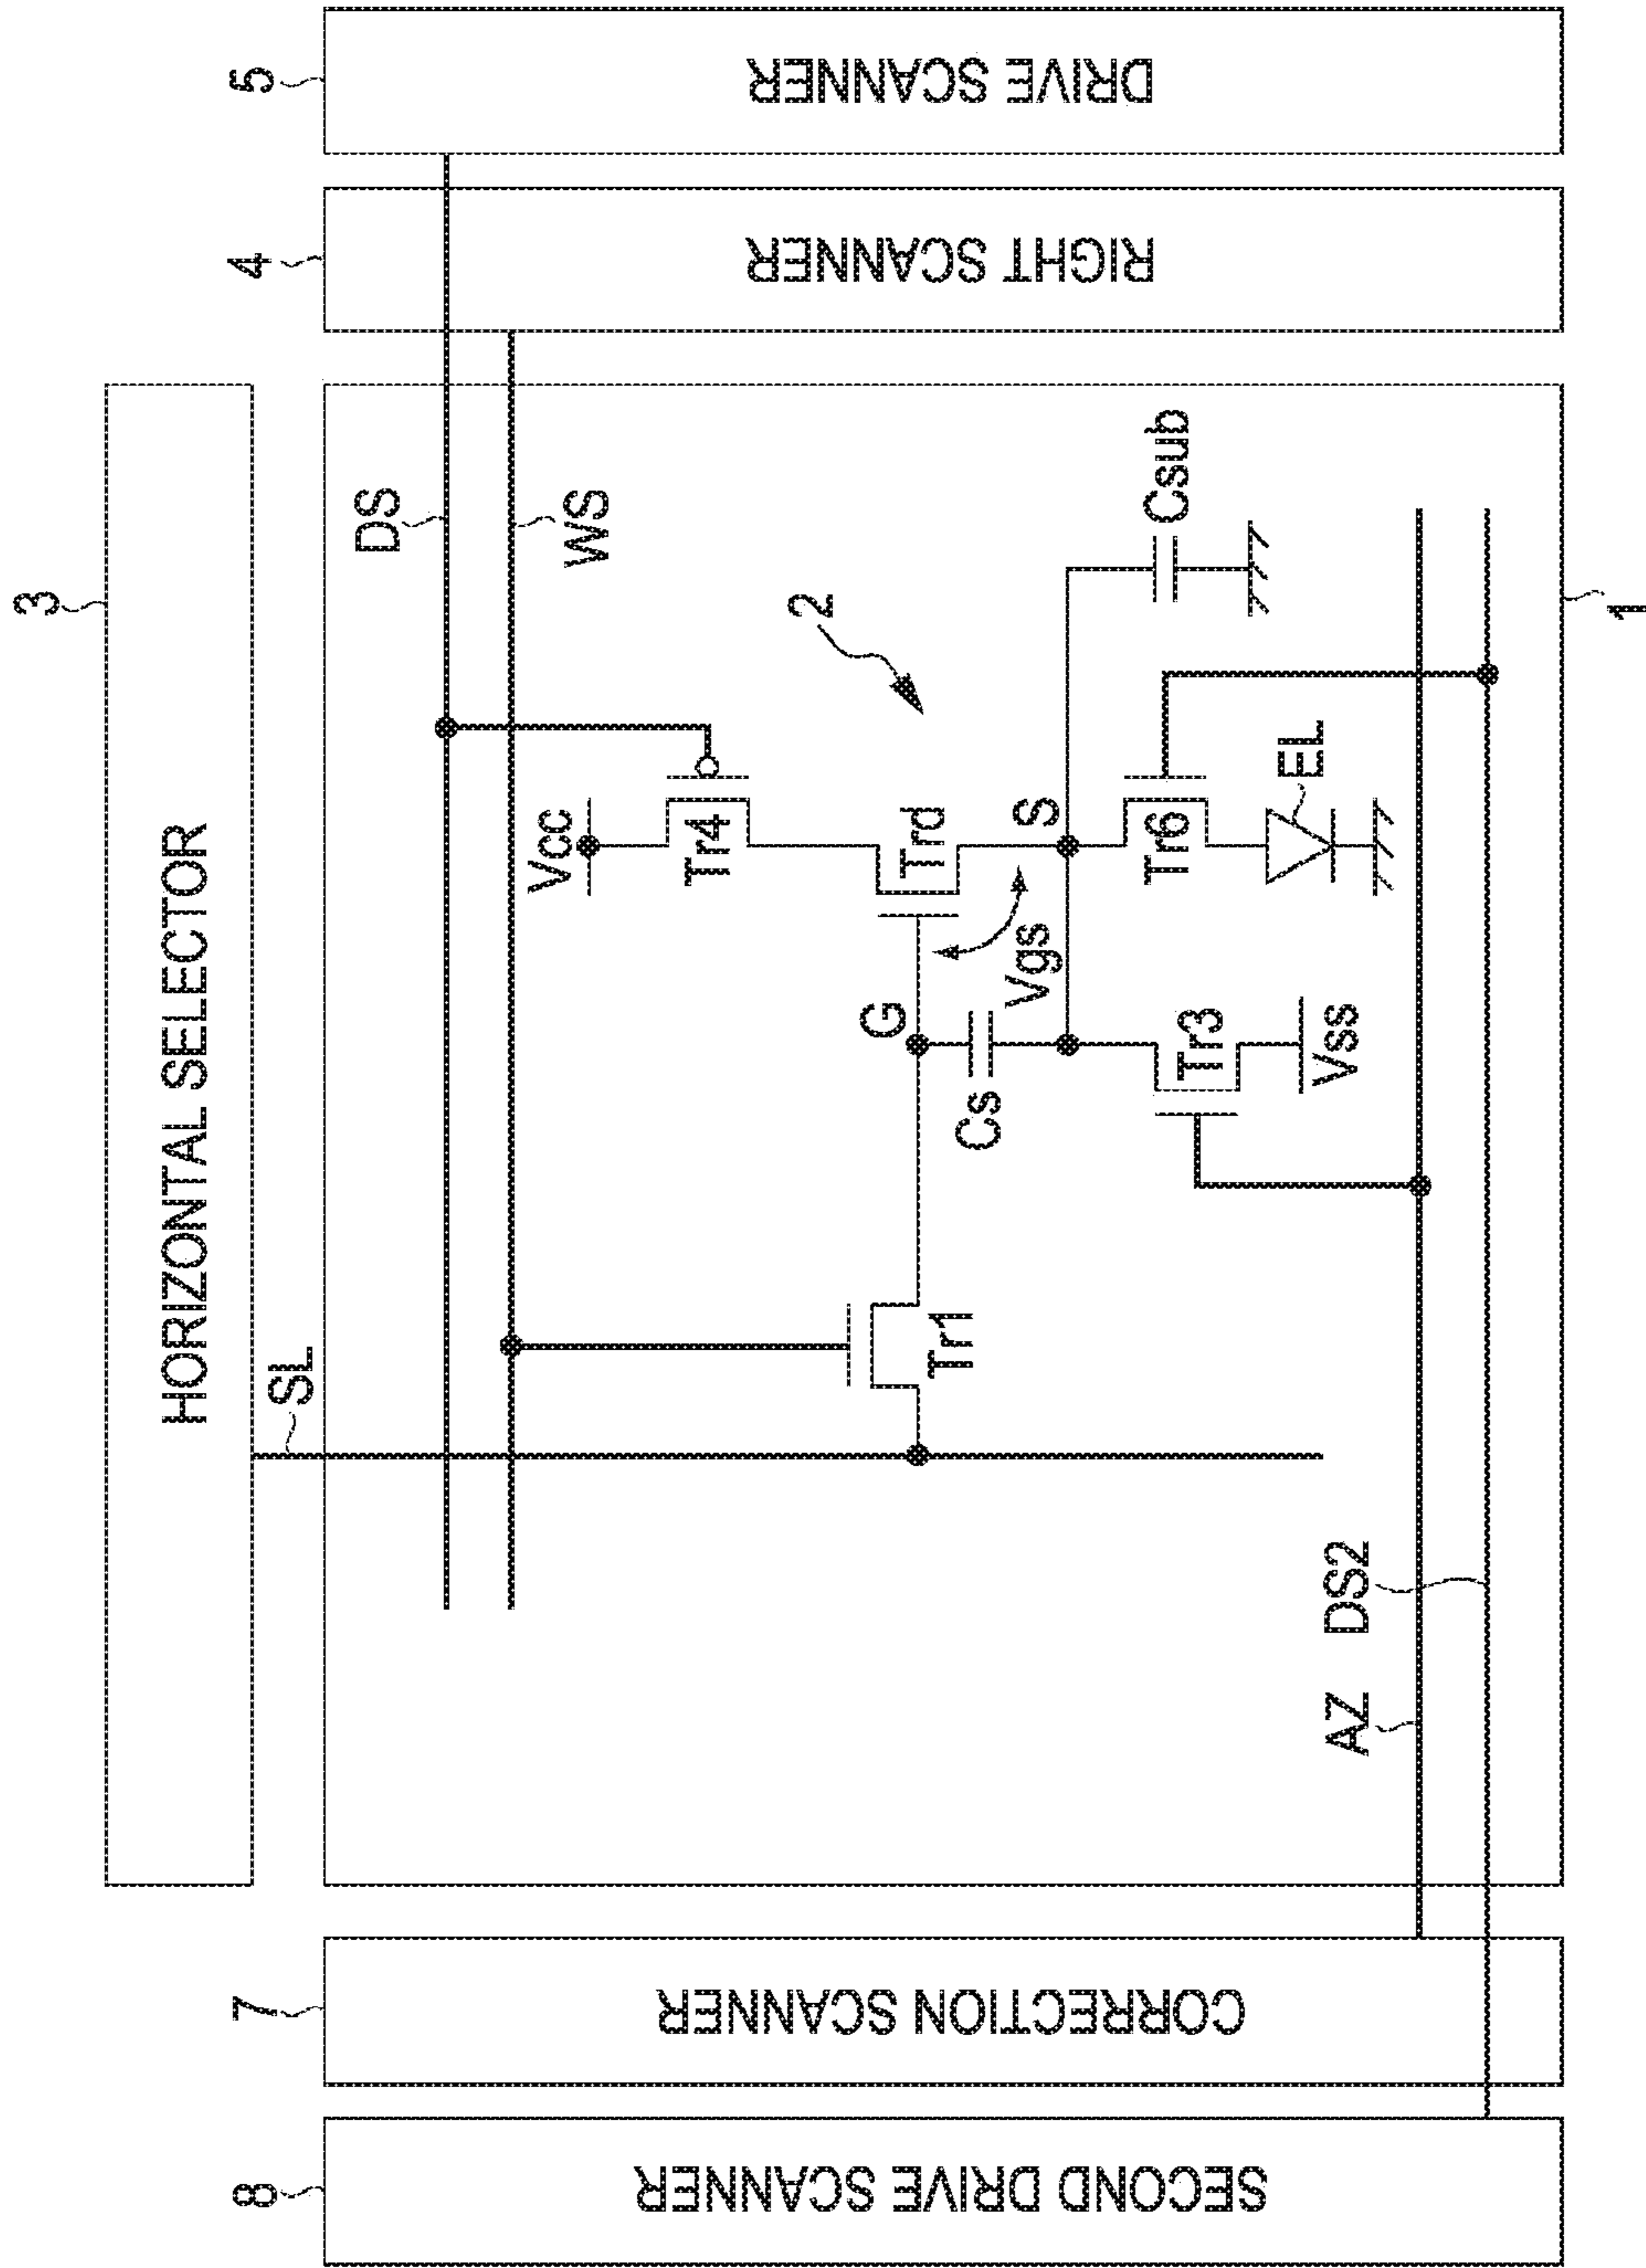 3
HORIZONTAL SELECTOR
8
SECOND DRIVE SCANNER
7
CORRECTION SCANNER
SL
DS
WS
4
RIGHT SCANNER
5
DRIVE SCANNER
Vcc
Tr4
2
Trd
G
Tr1
Cs
Vgs
S
Csub
Tr3
Tr6
EL
Vss
AZ
DS2
1